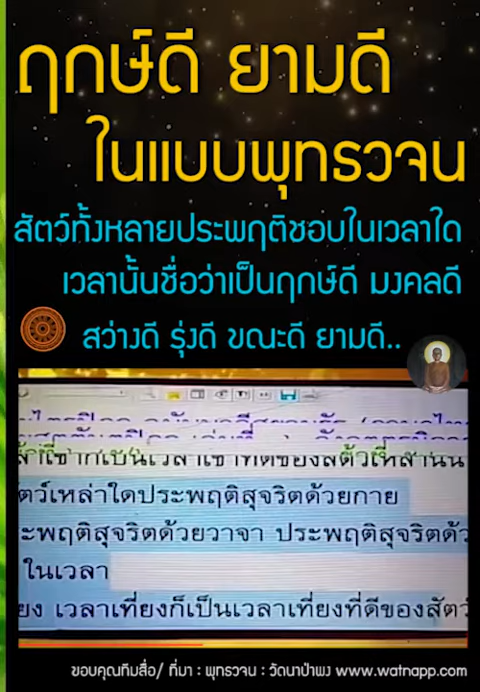 ฤกษ์ดี ยามดี
ในแบบพุทธวจน
สัตว์ทั้งหลายประพฤติชอบในเวลาใด
เวลานั้นชื่อว่าเป็นฤกษ์ดี มงคลดี
สว่างดี รุ่งดี ขณะดี ยามดี..
ตว์เหล่าใดประพฤติสุจริตด้วยกาย
ะพฤติสุจริตด้วยวาจา ประพฤติสุจริตด้ว
ในเวลา
ยง เวลาเที่ยงก็เป็นเวลาเที่ยงที่ดีของสัตว
ขอบคุณทีมสื่อ/ ที่มา : พุทธวจน : วัดนาป่าพง www.watnapp.com